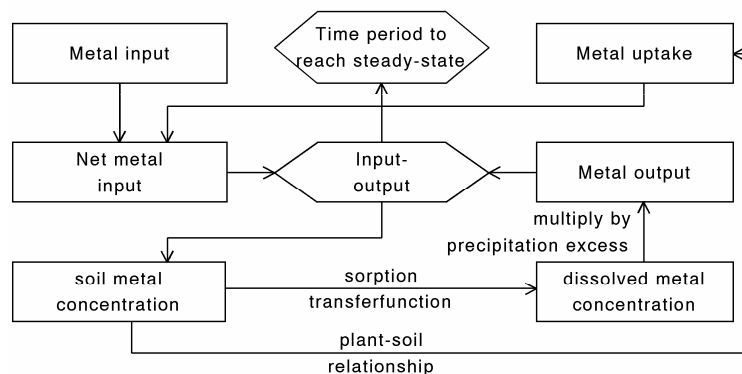 Metal input
Time period to
reach steady-state
Metal uptake
Net metal
input
Input-
output
Metal output
multiply by
precipitation excess
soil metal
concentration
sorption
transferfunction
dissolved metal
concentration
plant-soil
relationship